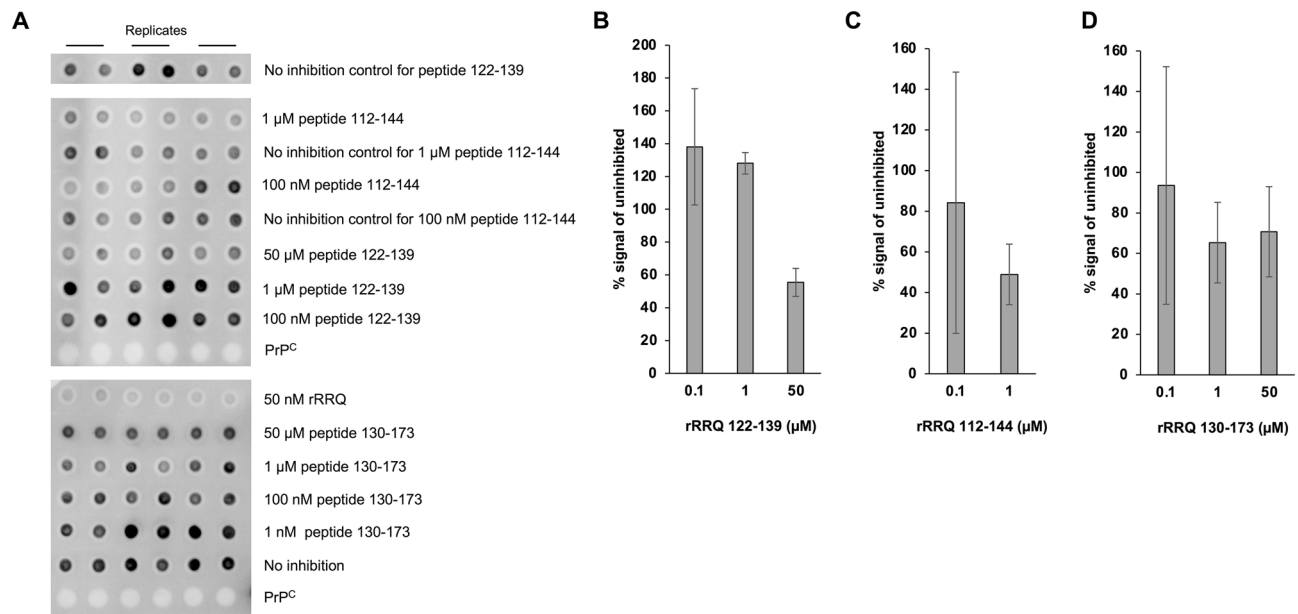 A
Replicates
No inhibition control for peptide 122-139
1 µM peptide 112-144
No inhibition control for 1 µM peptide 112-144
100 nM peptide 112-144
No inhibition control for 100 nM peptide 112-144
50 µM peptide 122-139
1 µM peptide 122-139
100 nM peptide 122-139
PrPᶜ
50 nM rRRQ
50 µM peptide 130-173
1 µM peptide 130-173
100 nM peptide 130-173
1 nM peptide 130-173
No inhibition
PrPᶜ
B
% signal of uninhibited
200
180
160
140
120
100
80
60
40
20
0
0.1 1 50
rRRQ 122-139 (µM)
C
% signal of uninhibited
160
140
120
100
80
60
40
20
0
0.1 1
rRRQ 112-144 (µM)
D
% signal of uninhibited
160
140
120
100
80
60
40
20
0
0.1 1 50
rRRQ 130-173 (µM)